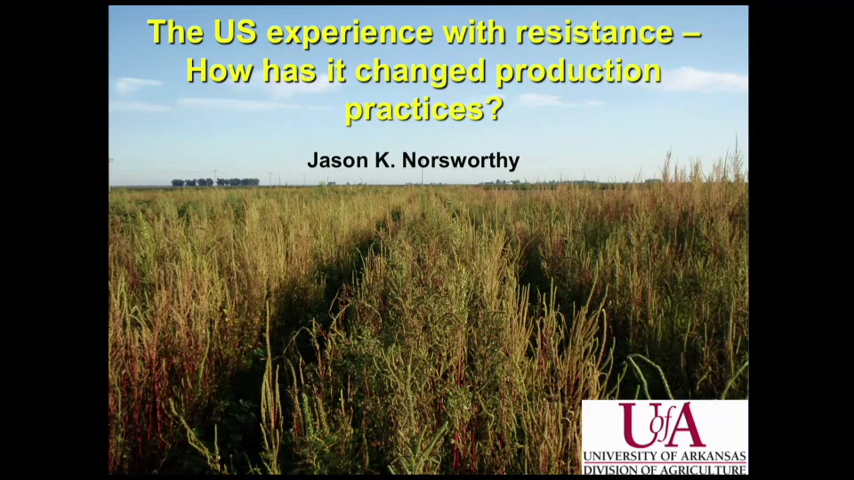 The US experience with resistance –
How has it changed production
practices?
Jason K. Norsworthy
UofA
UNIVERSITY OF ARKANSAS
DIVISION OF AGRICULTURE